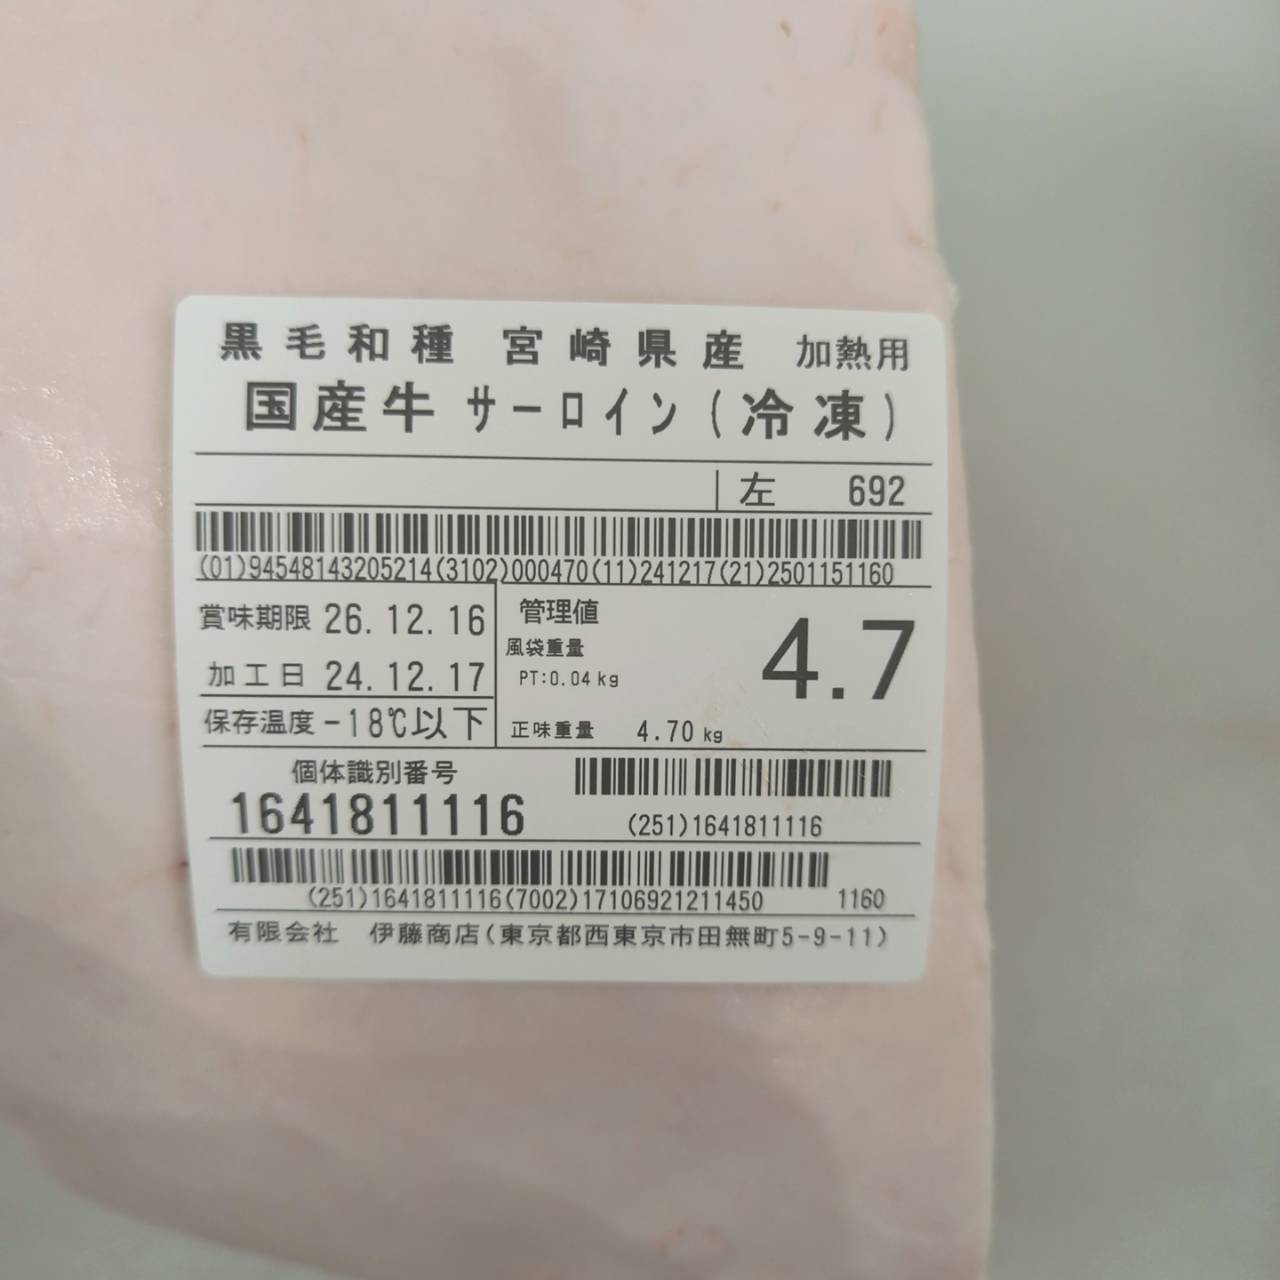 黒毛和種 宮崎県産 加熱用
国産牛 サーロイン(冷凍)
左 692
(01)94548143205214(3102)000470(11)241217(21)2501151160
賞味期限 26.12.16
加工日 24.12.17
保存温度 -18℃以下
管理値
風袋重量
PT:0.04kg
4.7
正味重量 4.70kg
個体識別番号
1641811116
(251)1641811116
(251)1641811116(7002)17106921211450 1160
有限会社 伊藤商店(東京都西東京市田無町5-9-11)